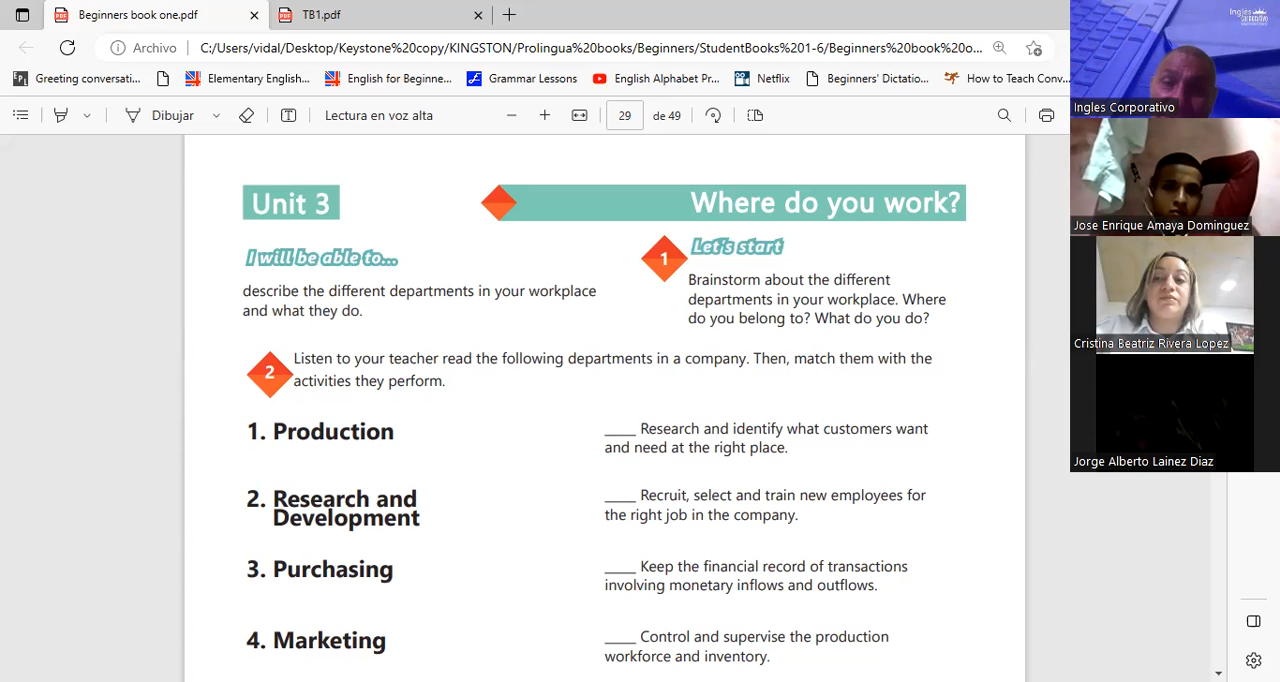 Beginners book one.pdf
TB1.pdf
Archivo
C:/Users/vidal/Desktop/Keystone%20copy/KINGSTON/Prolingua%20books/Beginners/StudentBooks%201-6/Beginners%20book%20o...
Greeting conversati...
Elementary English...
English for Beginne...
Grammar Lessons
English Alphabet Pr...
Netflix
Beginners' Dictatio...
How to Teach Conv...
Dibujar
Lectura en voz alta
29
de 49
Unit 3
Where do you work?
I will be able to...
describe the different departments in your workplace
and what they do.
1
Let's start
Brainstorm about the different
departments in your workplace. Where
do you belong to? What do you do?
2
Listen to your teacher read the following departments in a company. Then, match them with the
activities they perform.
1. Production
____ Research and identify what customers want
and need at the right place.
2. Research and
Development
____ Recruit, select and train new employees for
the right job in the company.
3. Purchasing
____ Keep the financial record of transactions
involving monetary inflows and outflows.
4. Marketing
____ Control and supervise the production
workforce and inventory.
Ingles
Ingles Corporativo
Jose Enrique Amaya Dominguez
Cristina Beatriz Rivera Lopez
Jorge Alberto Lainez Diaz